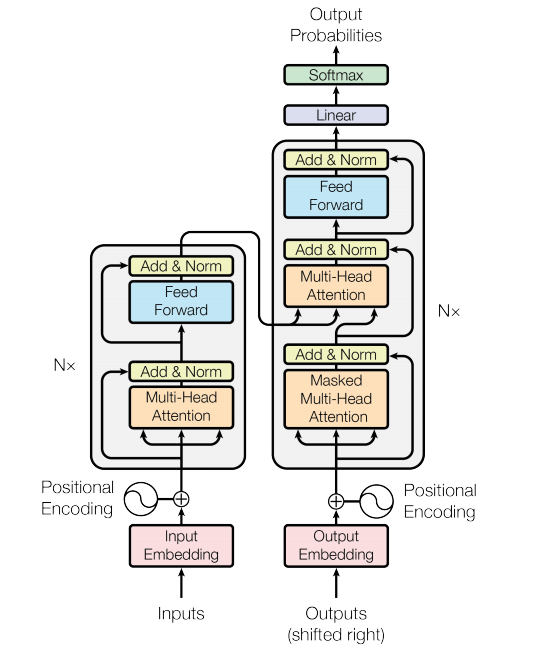 Output
Probabilities
Softmax
Linear
Add & Norm
Feed
Forward
Add & Norm
Multi-Head
Attention
Add & Norm
Masked
Multi-Head
Attention
Nx
Add & Norm
Feed
Forward
Add & Norm
Multi-Head
Attention
Nx
Positional
Encoding
Positional
Encoding
Input
Embedding
Output
Embedding
Inputs
Outputs
(shifted right)